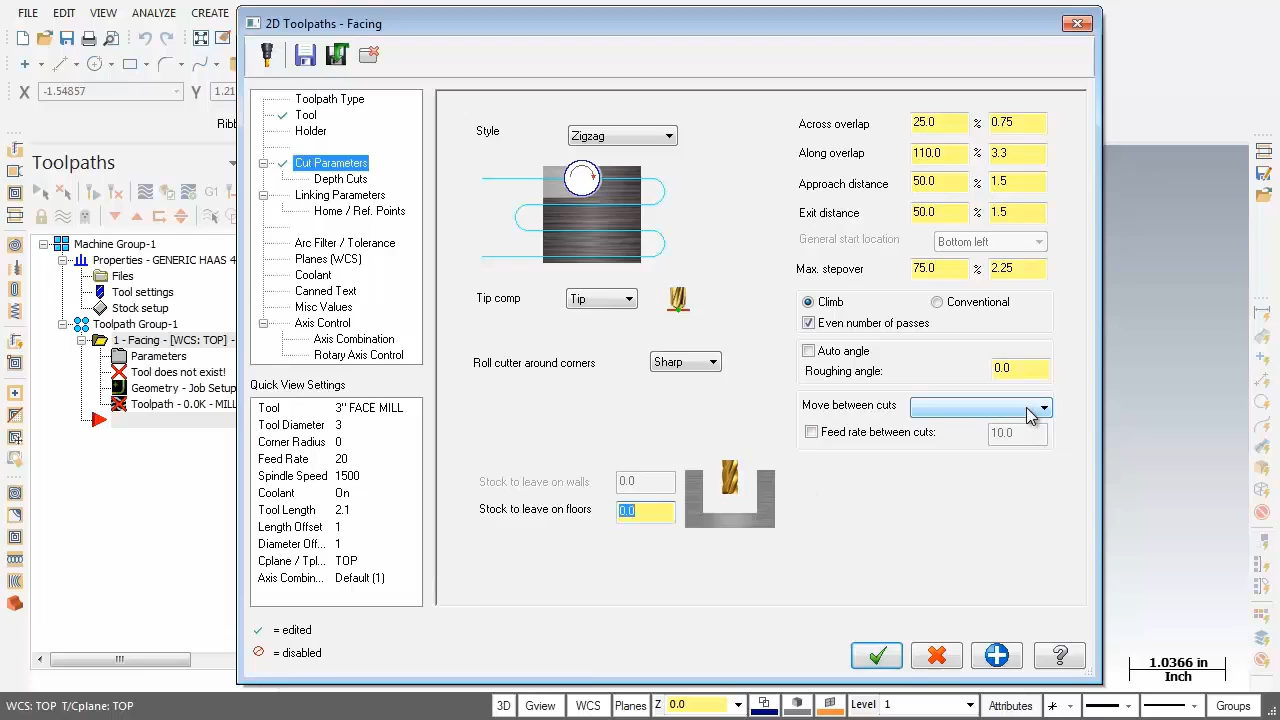 FILE EDIT VIEW ANALYZE CREATE
2D Toolpaths - Facing
X -1.54857 Y 1.21
Ribb
Toolpaths
Machine Group-1
Properties - GENERIC HAAS 4
Files
Tool settings
Stock setup
Toolpath Group-1
1 - Facing - [WCS: TOP] -
Parameters
Tool does not exist!
Geometry - Job Setup
Toolpath - 0.0K - MILL
Toolpath Type
Tool
Holder
Cut Parameters
Depth Cuts
Linking Parameters
Home / Ref. Points
Arc Filter / Tolerance
Planes (WCS)
Coolant
Canned Text
Misc Values
Axis Control
Axis Combination
Rotary Axis Control
Quick View Settings
Tool 3" FACE MILL
Tool Diameter 3
Corner Radius 0
Feed Rate 20
Spindle Speed 1500
Coolant On
Tool Length 2.1
Length Offset 1
Diameter Off... 1
Cplane / Tpl... TOP
Axis Combin... Default (1)
= edited
= disabled
Style Zigzag
Tip comp Tip
Roll cutter around corners Sharp
Stock to leave on walls 0.0
Stock to leave on floors 0.0
Across overlap 25.0 % 0.75
Along overlap 110.0 % 3.3
Approach distance 50.0 % 1.5
Exit distance 50.0 % 1.5
General start location Bottom left
Max. stepover 75.0 % 2.25
Climb Conventional
Even number of passes
Auto angle
Roughing angle: 0.0
Move between cuts
Feed rate between cuts: 10.0
1.0366 in
Inch
WCS: TOP T/Cplane: TOP
3D Gview WCS Planes Z 0.0 Level 1 Attributes Groups